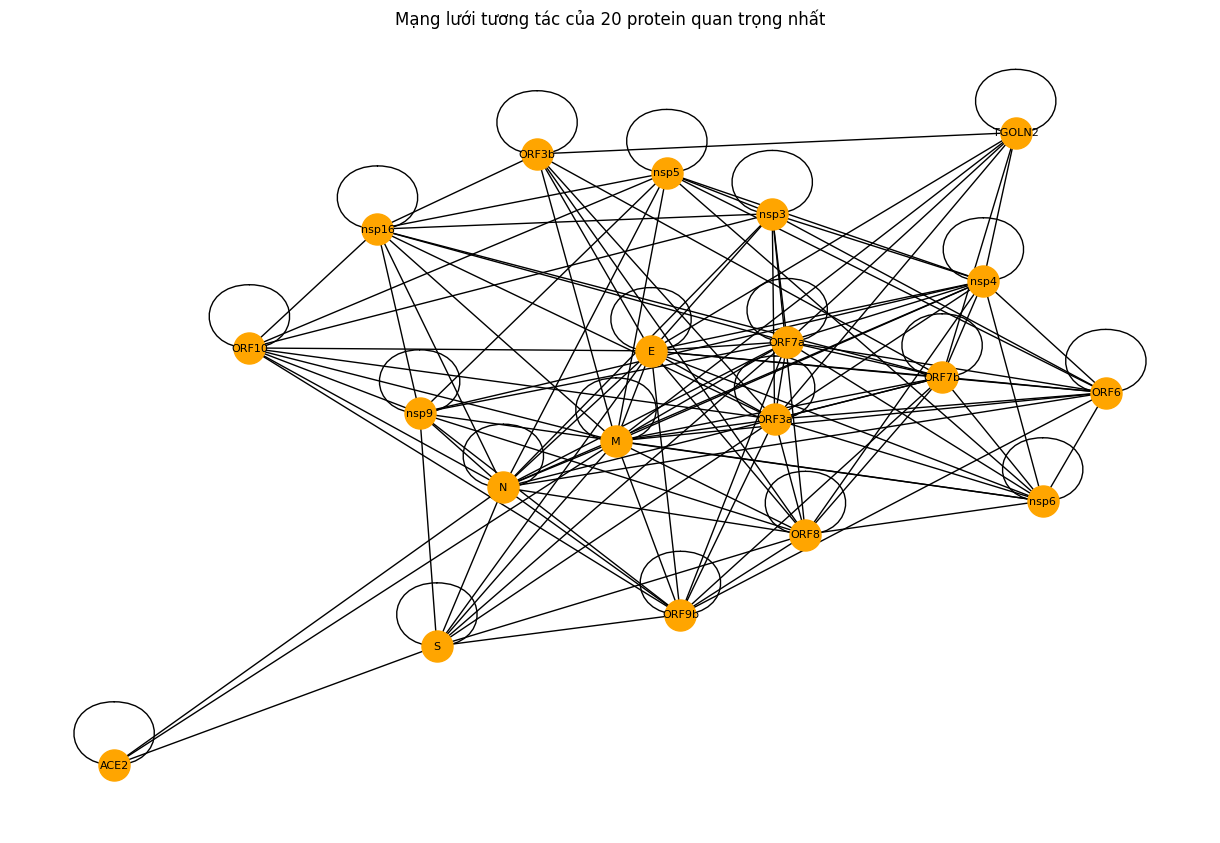 Mạng lưới tương tác của 20 protein quan trọng nhất
TGOLN2
ORF3b
nsp5
nsp3
nsp16
nsp4
ORF10
E
ORF7a
ORF7b
ORF6
nsp9
ORF3a
M
N
nsp6
ORF8
ORF9b
S
ACE2